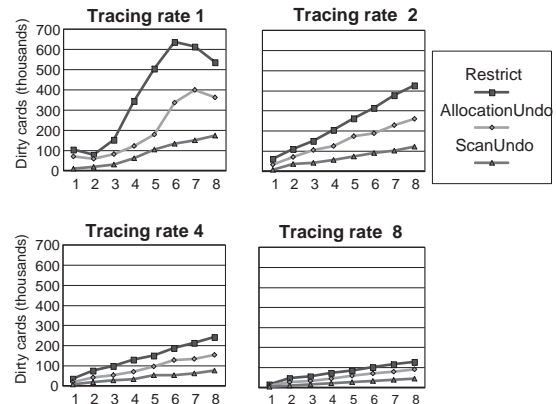 Tracing rate 1
Dirty cards (thousands)
700
600
500
400
300
200
100
0
1 2 3 4 5 6 7 8
Tracing rate 2
1 2 3 4 5 6 7 8
Restrict
AllocationUndo
ScanUndo
Tracing rate 4
Dirty cards (thousands)
700
600
500
400
300
200
100
0
1 2 3 4 5 6 7 8
Tracing rate 8
1 2 3 4 5 6 7 8